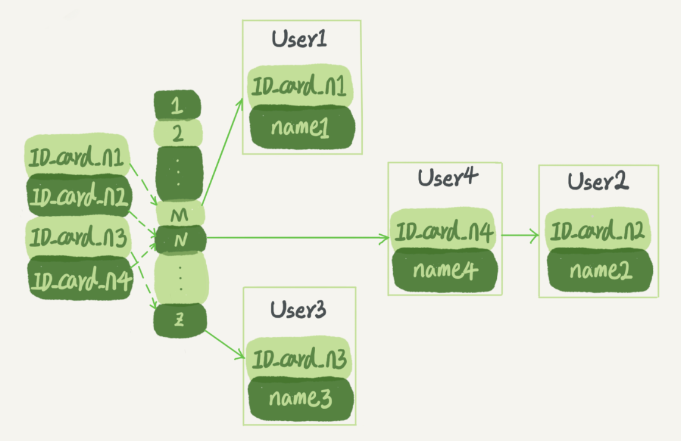 User1
ID_card_n1
name1
1
2
ID_card_n1
ID_card_n2
ID_card_n3
ID_card_n4
M
N
Z
User4
ID_card_n4
name4
User2
ID_card_n2
name2
User3
ID_card_n3
name3